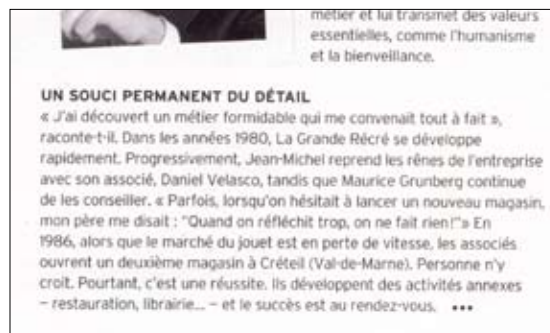 métier et lui transmet des valeurs
essentielles, comme l'humanisme
et la bienveillance.
UN SOUCI PERMANENT DU DÉTAIL
« J'ai découvert un métier formidable qui me convenait tout à fait »,
raconte-t-il. Dans les années 1980, La Grande Récré se développe
rapidement. Progressivement, Jean-Michel reprend les rênes de l'entreprise
avec son associé, Daniel Velasco, tandis que Maurice Grunberg continue
de les conseiller. « Parfois, lorsqu'on hésitait à lancer un nouveau magasin,
mon père me disait : "Quand on réfléchit trop, on ne fait rien!"» En
1986, alors que le marché du jouet est en perte de vitesse, les associés
ouvrent un deuxième magasin à Créteil (Val-de-Marne). Personne n'y
croit. Pourtant, c'est une réussite. Ils développent des activités annexes
– restauration, librairie... – et le succès est au rendez-vous. •••